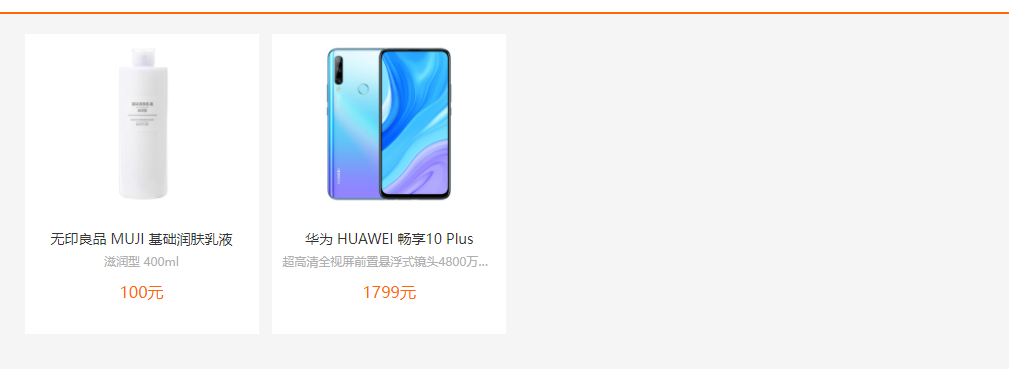 无印良品 MUJI 基础润肤乳液
滋润型 400ml
100元
华为 HUAWEI 畅享10 Plus
超高清全视屏前置悬浮式镜头4800万...
1799元